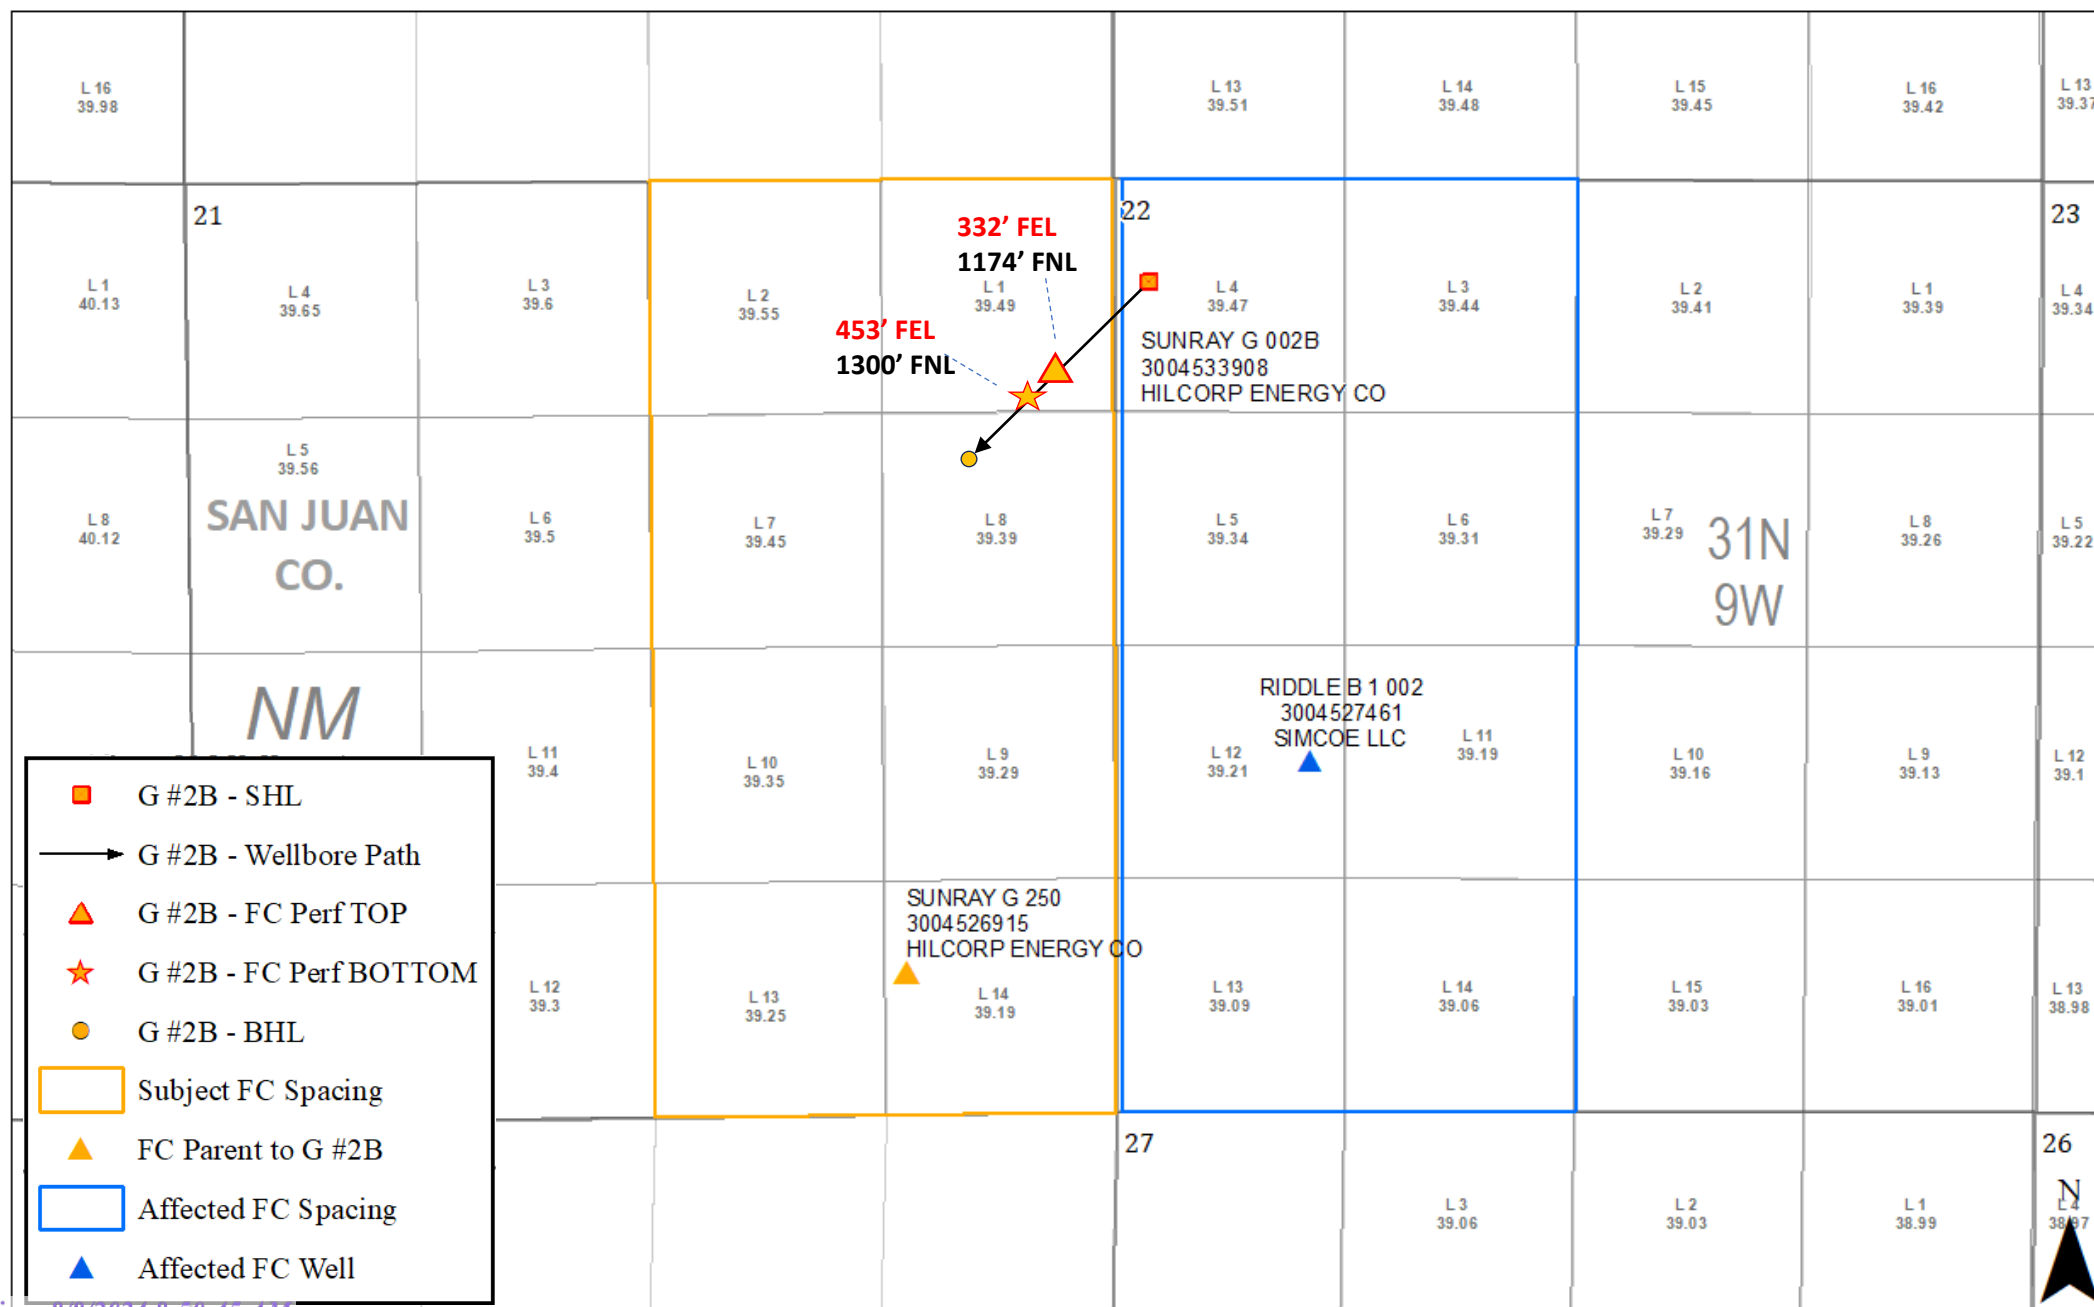 L 16
39.98
L 13
39.51
L 14
39.48
L 15
39.45
L 16
39.42
L 13
39.37
21
22
23
332’ FEL
1174’ FNL
L 1
40.13
L 4
39.65
L 3
39.6
L 2
39.55
L 1
39.49
L 4
39.47
L 3
39.44
L 2
39.41
L 1
39.39
L 4
39.34
453’ FEL
1300’ FNL
SUNRAY G 002B
3004533908
HILCORP ENERGY CO
L 5
39.56
L 8
40.12
SAN JUAN
CO.
L 6
39.5
L 7
39.45
L 8
39.39
L 5
39.34
L 6
39.31
L 7
39.29
31N
9W
L 8
39.26
L 5
39.22
NM
RIDDLE B 1 002
3004527461
SIMCOE LLC
L 11
39.4
L 10
39.35
L 9
39.29
L 12
39.21
L 11
39.19
L 10
39.16
L 9
39.13
L 12
39.1
SUNRAY G 250
3004526915
HILCORP ENERGY CO
L 12
39.3
L 13
39.25
L 14
39.19
L 13
39.09
L 14
39.06
L 15
39.03
L 16
39.01
L 13
38.98
27
26
L 3
39.06
L 2
39.03
L 1
38.99
N
L 4
38.97
G #2B - SHL
G #2B - Wellbore Path
G #2B - FC Perf TOP
G #2B - FC Perf BOTTOM
G #2B - BHL
Subject FC Spacing
FC Parent to G #2B
Affected FC Spacing
Affected FC Well